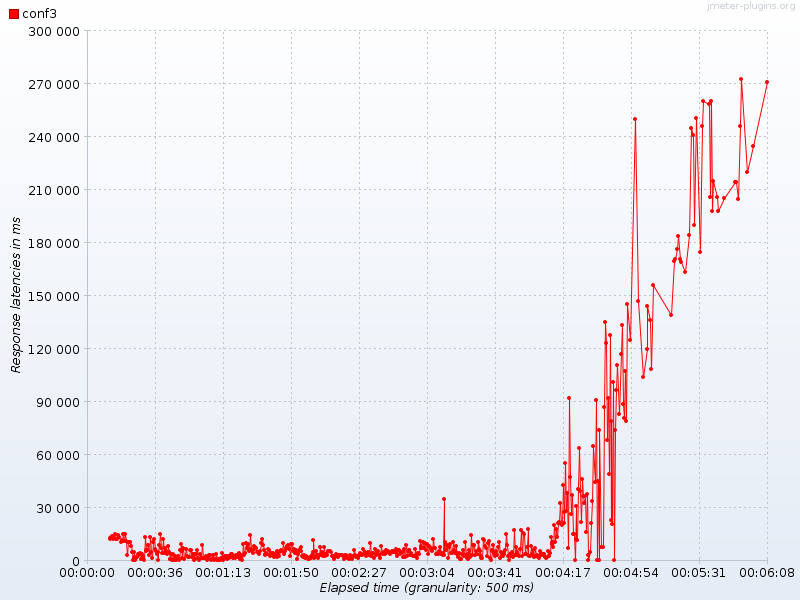 jmeter-plugins.org
conf3
300 000
270 000
240 000
210 000
180 000
150 000
120 000
90 000
60 000
30 000
0
Response latencies in ms
00:00:00 00:00:36 00:01:13 00:01:50 00:02:27 00:03:04 00:03:41 00:04:17 00:04:54 00:05:31 00:06:08
Elapsed time (granularity: 500 ms)